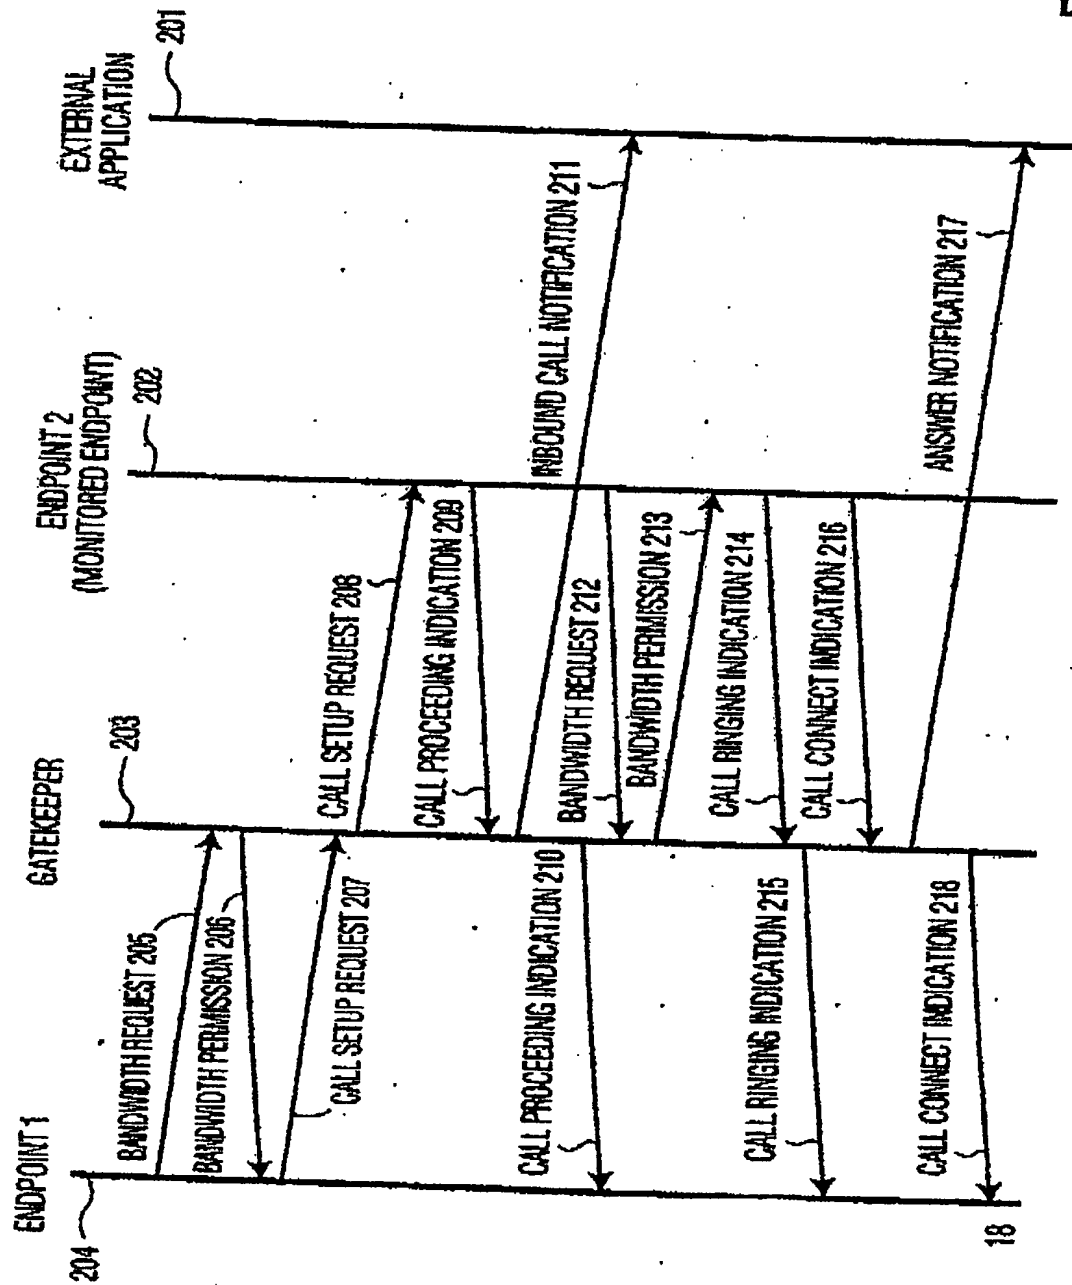 ENDPOINT 1
204
GATEKEEPER
203
ENDPOINT 2
(MONITORED ENDPOINT)
202
EXTERNAL
APPLICATION
201
BANDWIDTH REQUEST 205
BANDWIDTH PERMISSION 206
CALL SETUP REQUEST 207
CALL SETUP REQUEST 208
CALL PROCEEDING INDICATION 209
CALL PROCEEDING INDICATION 210
INBOUND CALL NOTIFICATION 211
BANDWIDTH REQUEST 212
BANDWIDTH PERMISSION 213
CALL RINGING INDICATION 214
CALL RINGING INDICATION 215
CALL CONNECT INDICATION 216
ANSWER NOTIFICATION 217
CALL CONNECT INDICATION 218
18